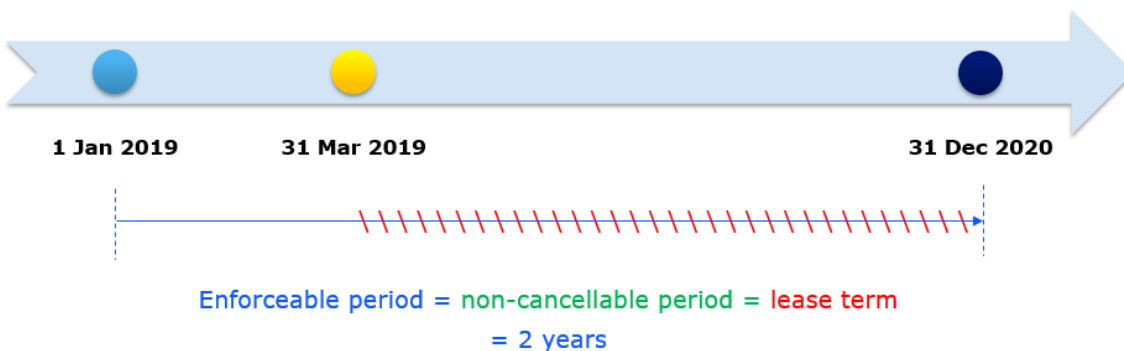 1 Jan 2019
31 Mar 2019
31 Dec 2020
Enforceable period = non-cancellable period = lease term
= 2 years